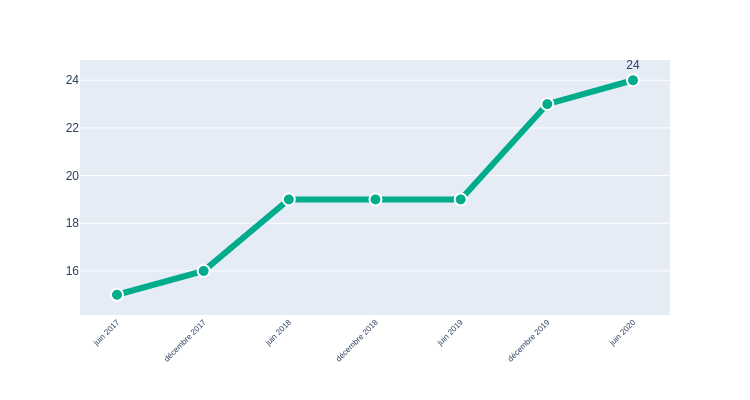 24
24
22
20
18
16
juin 2017
décembre 2017
juin 2018
décembre 2018
juin 2019
décembre 2019
juin 2020